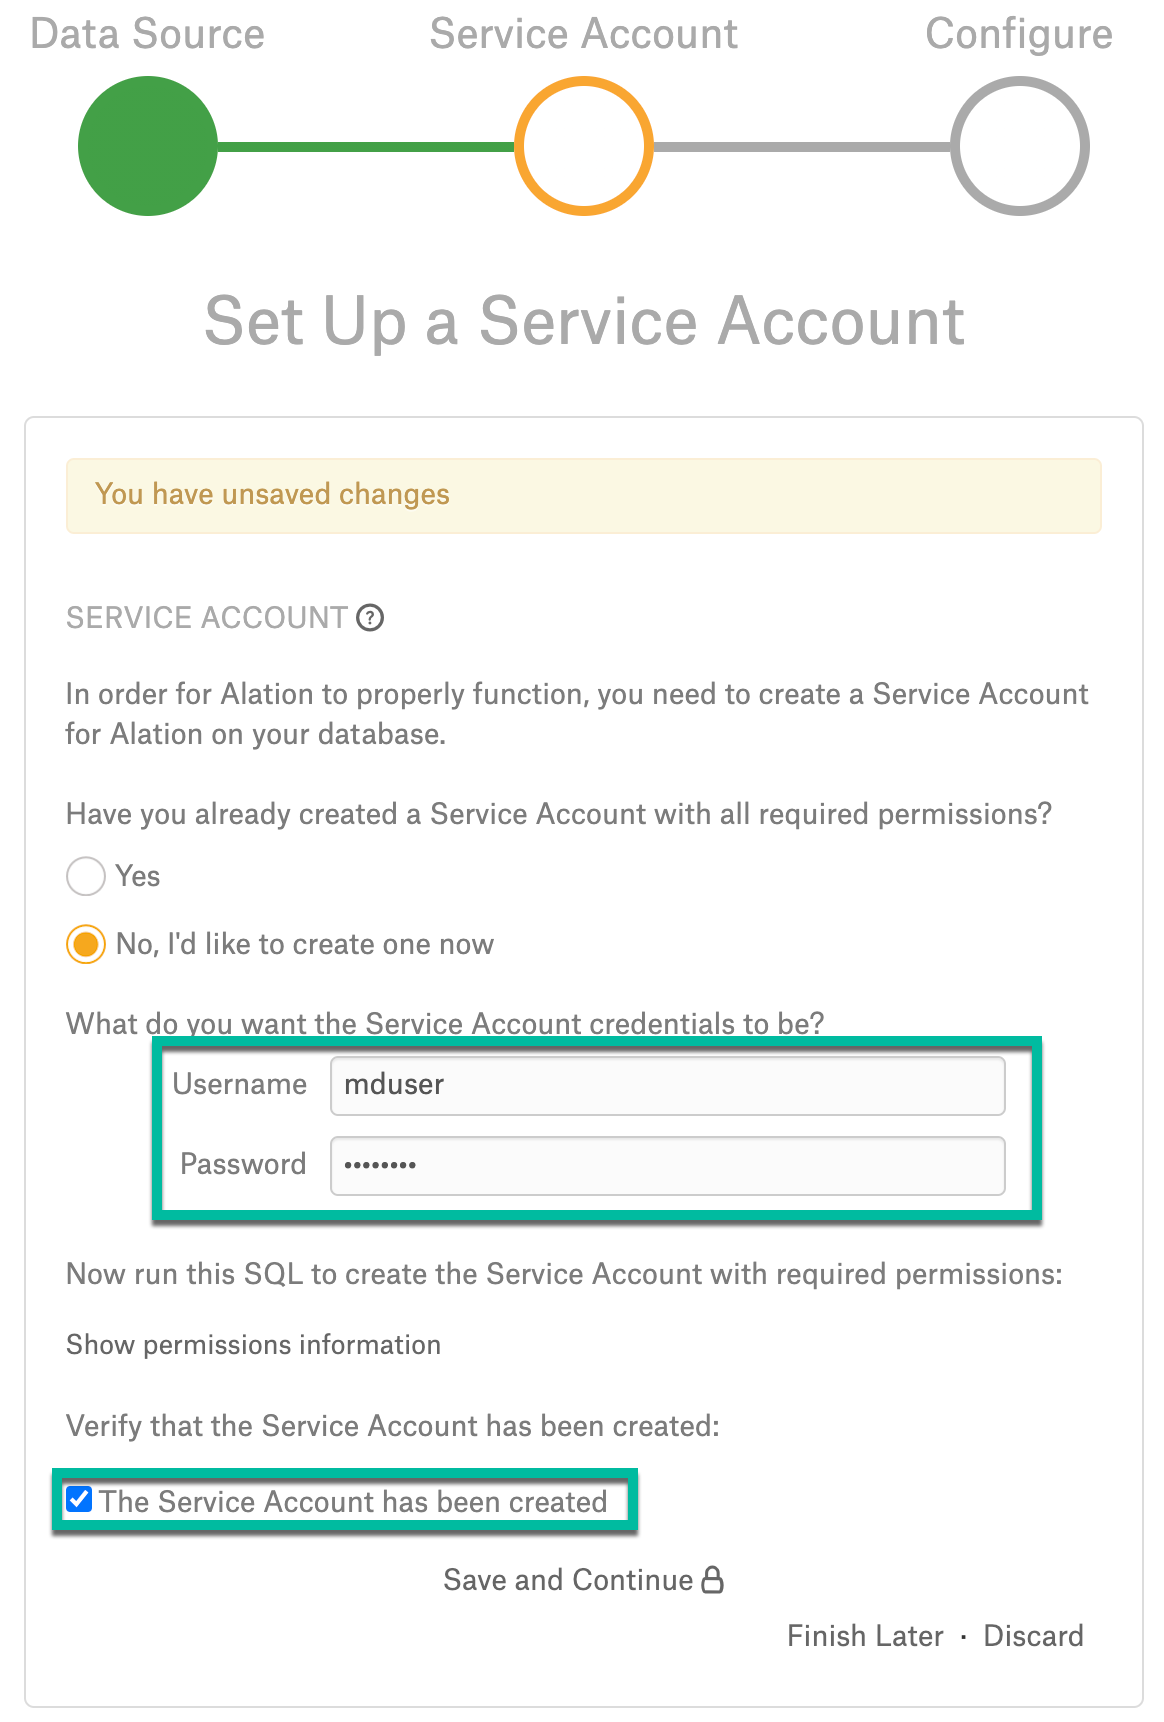 Data Source
Service Account
Configure
Set Up a Service Account
You have unsaved changes
SERVICE ACCOUNT ?
In order for Alation to properly function, you need to create a Service Account
for Alation on your database.
Have you already created a Service Account with all required permissions?
Yes
No, I'd like to create one now
What do you want the Service Account credentials to be?
Username mduser
Password ••••••••
Now run this SQL to create the Service Account with required permissions:
Show permissions information
Verify that the Service Account has been created:
The Service Account has been created
Save and Continue
Finish Later · Discard